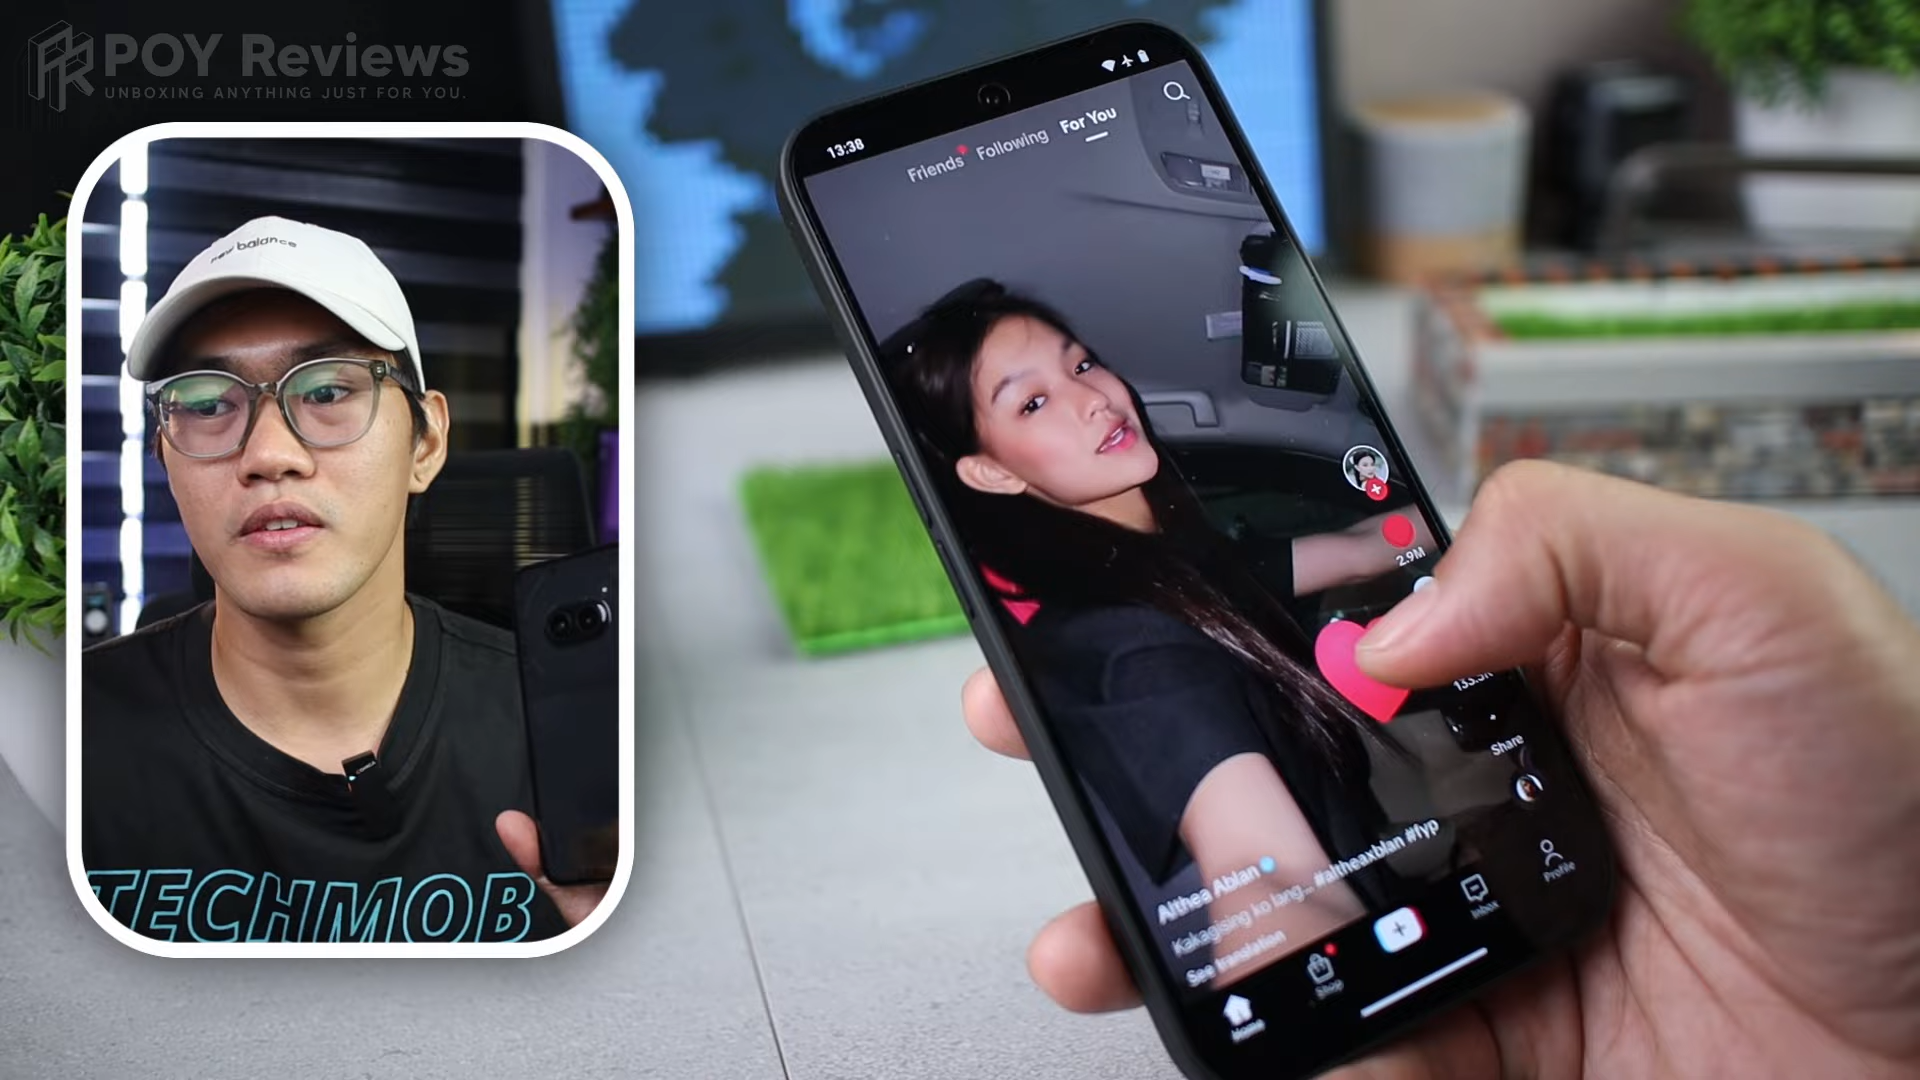 POY Reviews
UNBOXING ANYTHING JUST FOR YOU.
new balance
TECHMOB
13:38
Friends Following For You
2.9M
Share
Althea Ablan
Kakagising ko lang... #altheaxblan #fyp
See translation
Home
Shop
Inbox
Profile